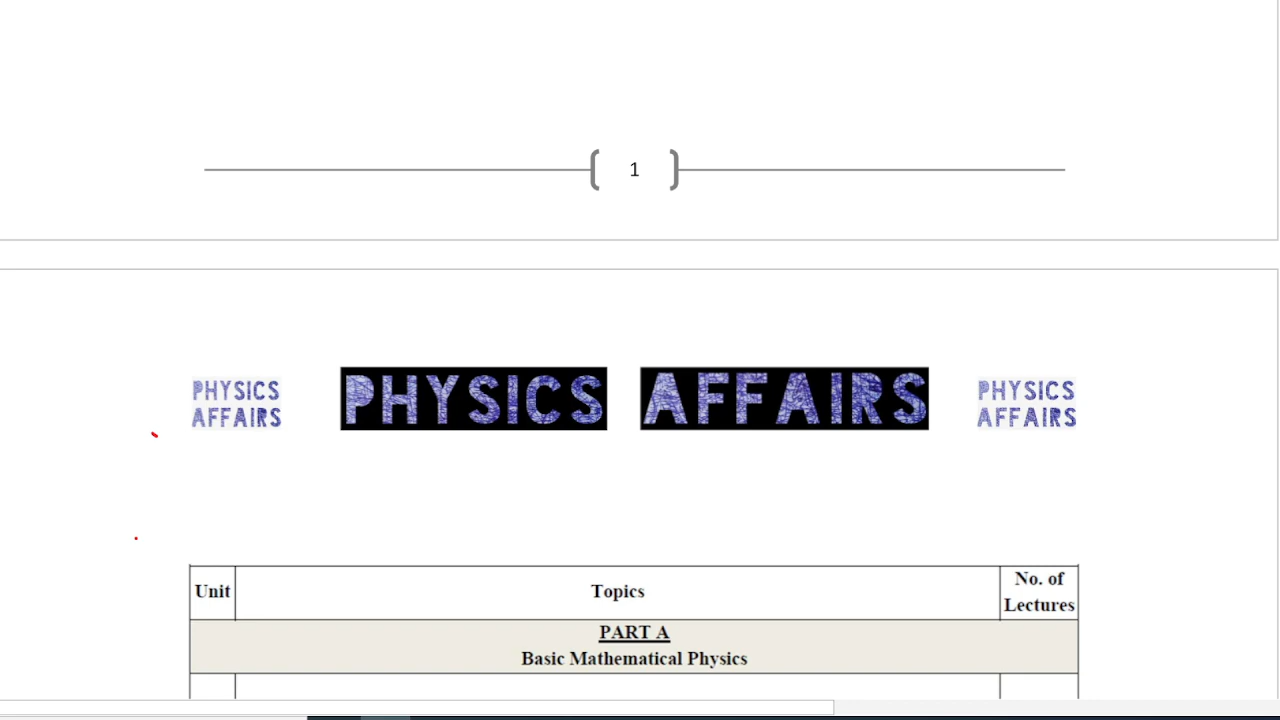 1
PHYSICS
AFFAIRS
PHYSICS AFFAIRS
PHYSICS
AFFAIRS
Unit
Topics
No. of
Lectures
PART A
Basic Mathematical Physics